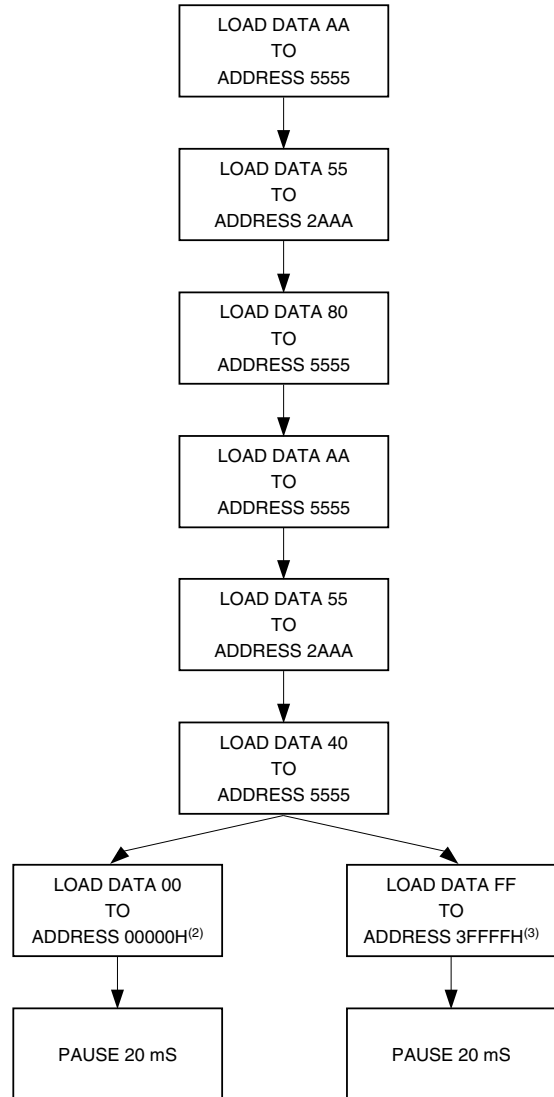 LOAD DATA AA
TO
ADDRESS 5555
LOAD DATA 55
TO
ADDRESS 2AAA
LOAD DATA 80
TO
ADDRESS 5555
LOAD DATA AA
TO
ADDRESS 5555
LOAD DATA 55
TO
ADDRESS 2AAA
LOAD DATA 40
TO
ADDRESS 5555
LOAD DATA 00
TO
ADDRESS 00000H(2)
LOAD DATA FF
TO
ADDRESS 3FFFFH(3)
PAUSE 20 mS
PAUSE 20 mS